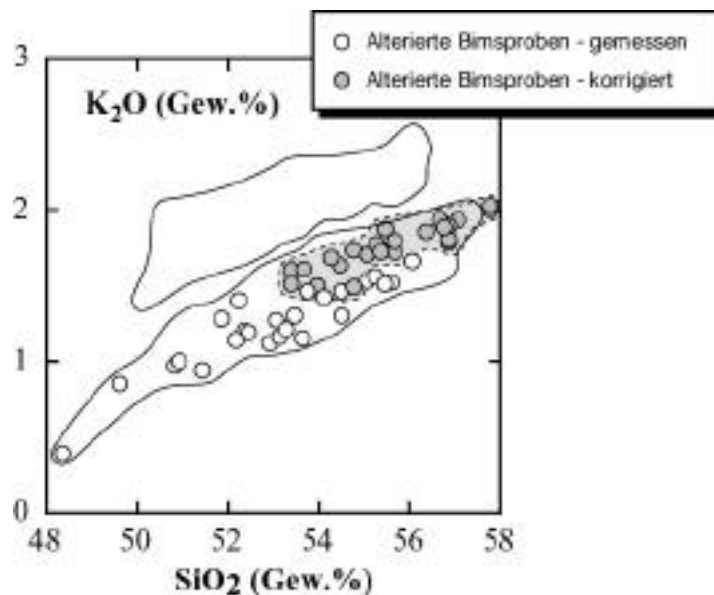 Alterierte Bimsproben - gemessen
Alterierte Bimsproben - korrigiert
K2O (Gew.%)
3
2
1
0
48 50 52 54 56 58
SiO2 (Gew.%)